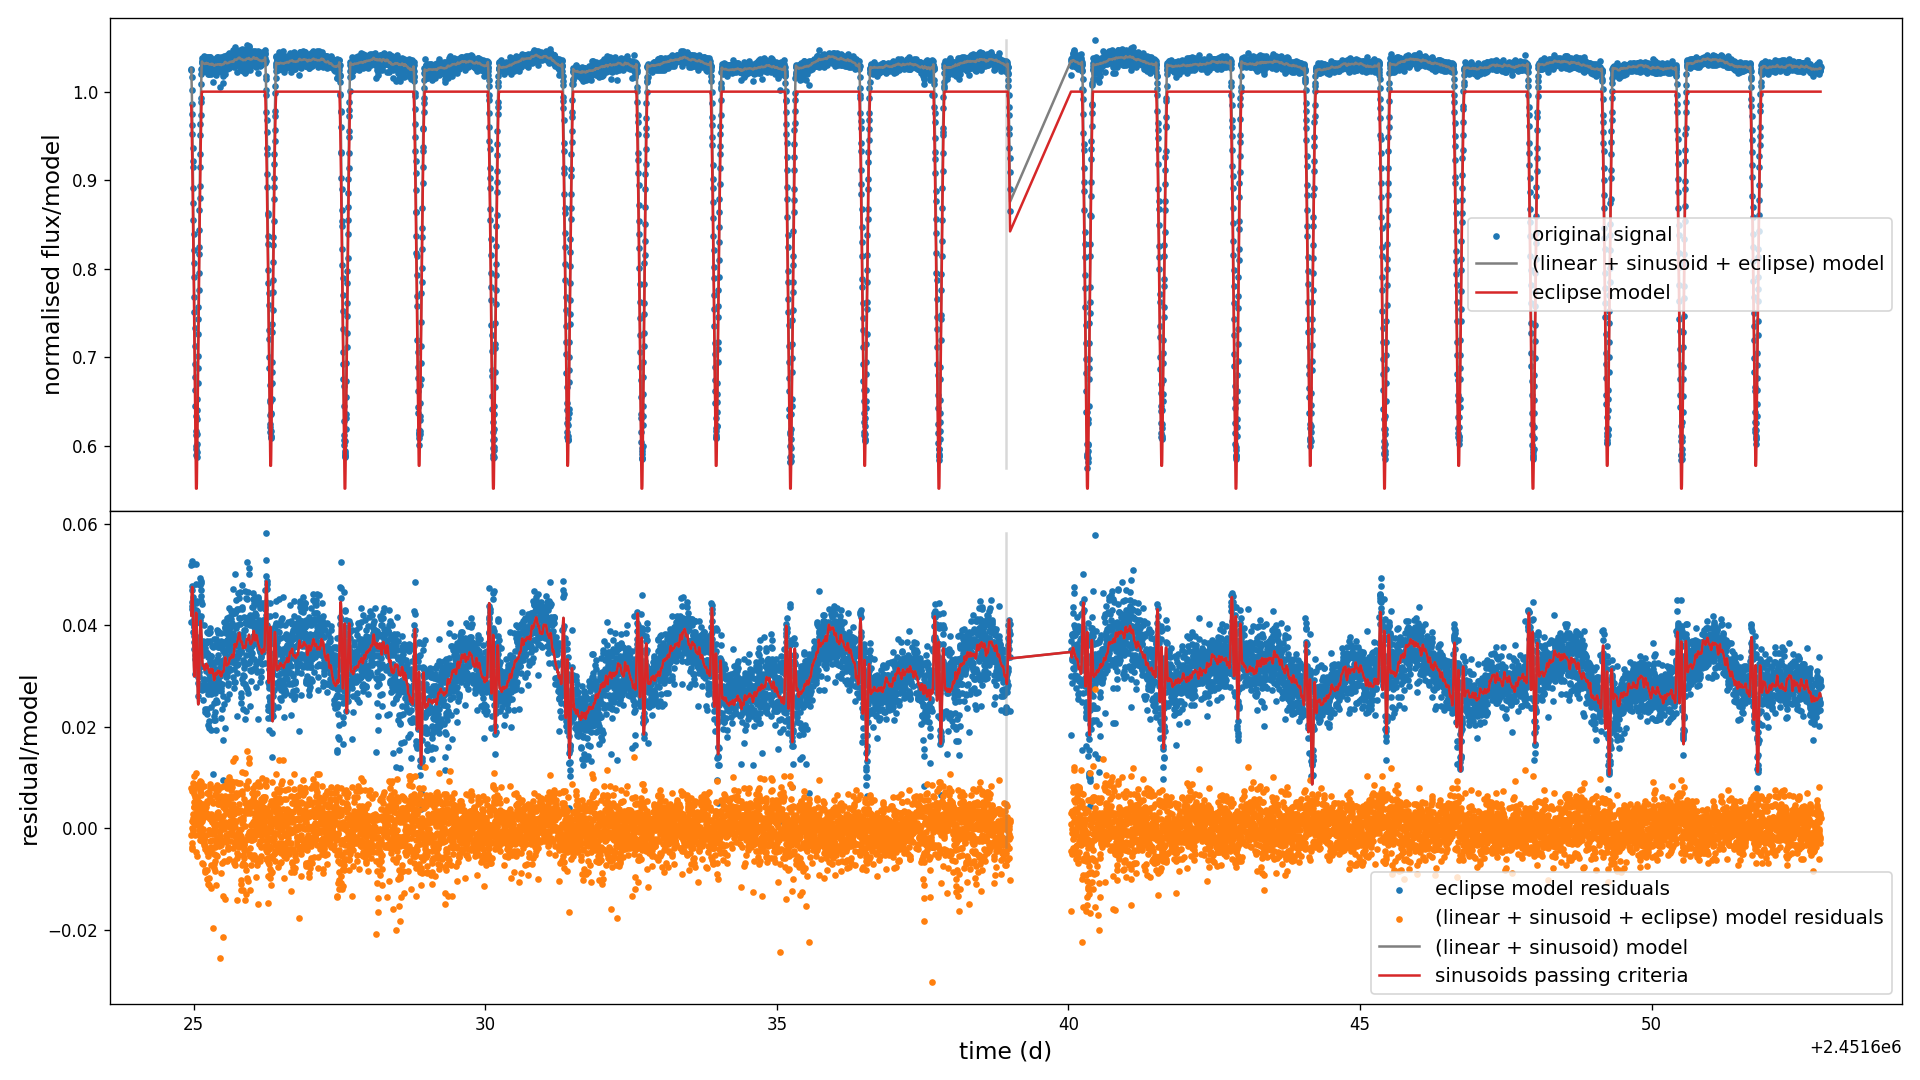 1.0
0.9
0.8
0.7
0.6
normalised flux/model
original signal
(linear + sinusoid + eclipse) model
eclipse model
0.06
0.04
0.02
0.00
−0.02
residual/model
eclipse model residuals
(linear + sinusoid + eclipse) model residuals
(linear + sinusoid) model
sinusoids passing criteria
25 30 35 40 45 50
time (d)
+2.4516e6